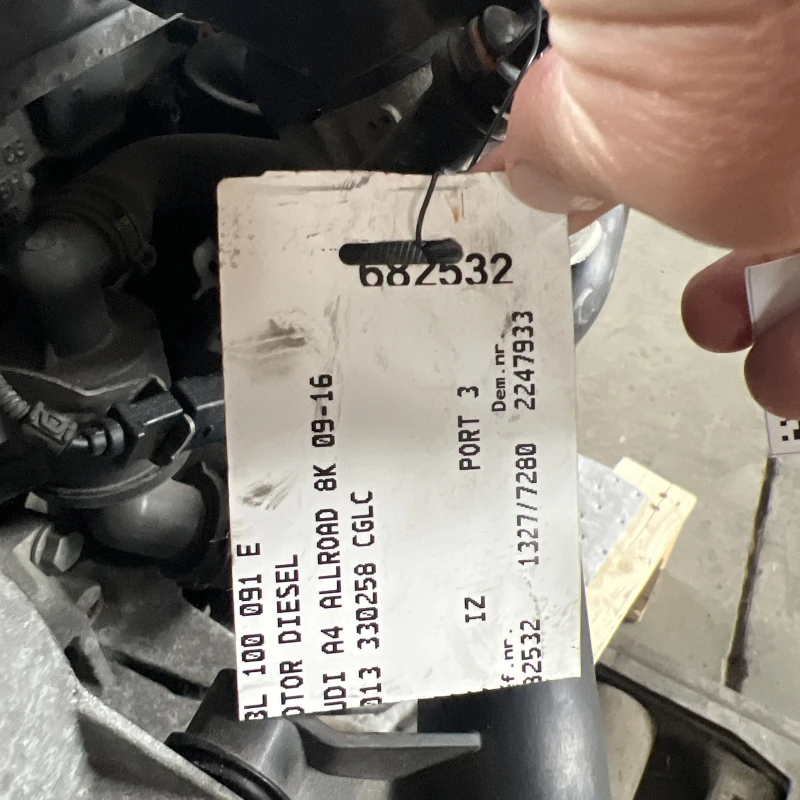 682532
BL 100 091 E
OTOR DIESEL
UDI A4 ALLROAD 8K 09-16
013 330258 CGLC
IZ PORT 3
f.nr. Dem.nr.
82532 1327/7280 2247933